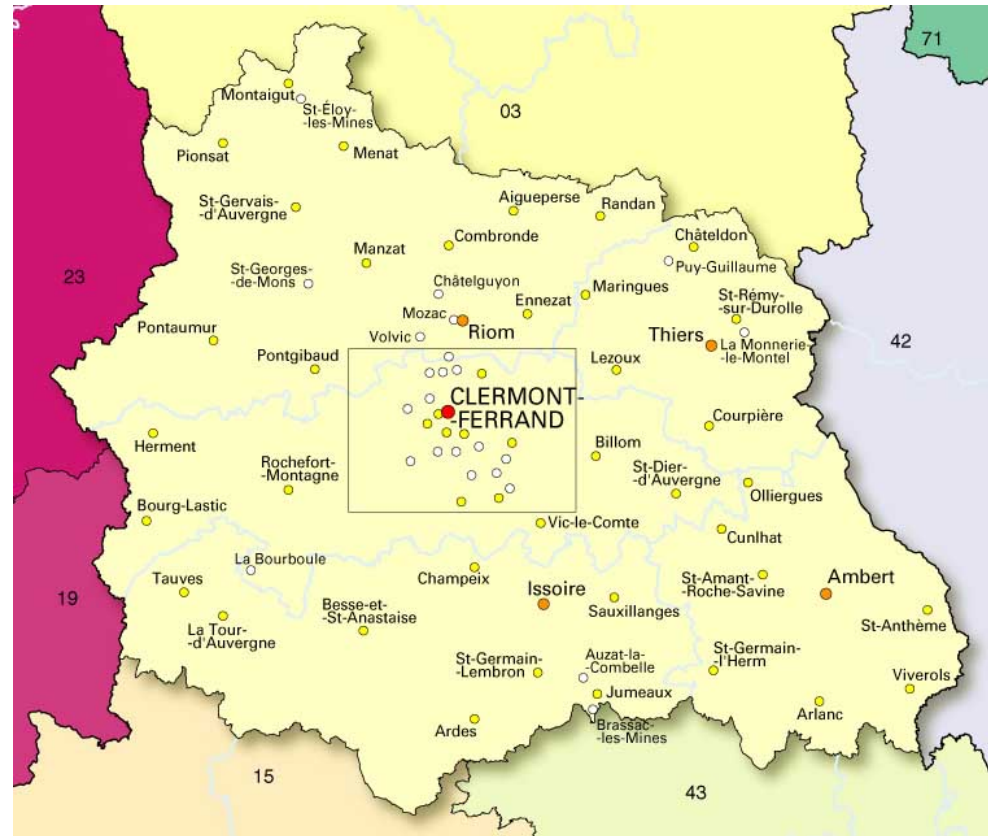 71
Montaigut
St-Éloy-
-les-Mines
03
Pionsat
Menat
St-Gervais-
-d'Auvergne
Aigueperse
Randan
Combronde
Châteldon
Manzat
Puy-Guillaume
St-Georges-
-de-Mons
23
Châtelguyon
Maringues
St-Rémy-
-sur-Durolle
Ennezat
Mozac
Riom
Pontaumur
Volvic
Thiers
La Monnerie-
-le-Montel
42
Pontgibaud
Lezoux
CLERMONT-
-FERRAND
Courpière
Herment
Billom
Rochefort-
-Montagne
St-Dier-
-d'Auvergne
Olliergues
Bourg-Lastic
Vic-le-Comte
Cunlhat
La Bourboule
Champeix
Tauves
St-Amant-
-Roche-Savine
Ambert
Issoire
19
Besse-et-
-St-Anastaise
Sauxillanges
St-Anthème
La Tour-
-d'Auvergne
St-Germain-
-Lembron
Auzat-la-
-Combelle
St-Germain-
-l'Herm
Viverols
Jumeaux
Arlanc
Ardes
Brassac-
-les-Mines
15
43